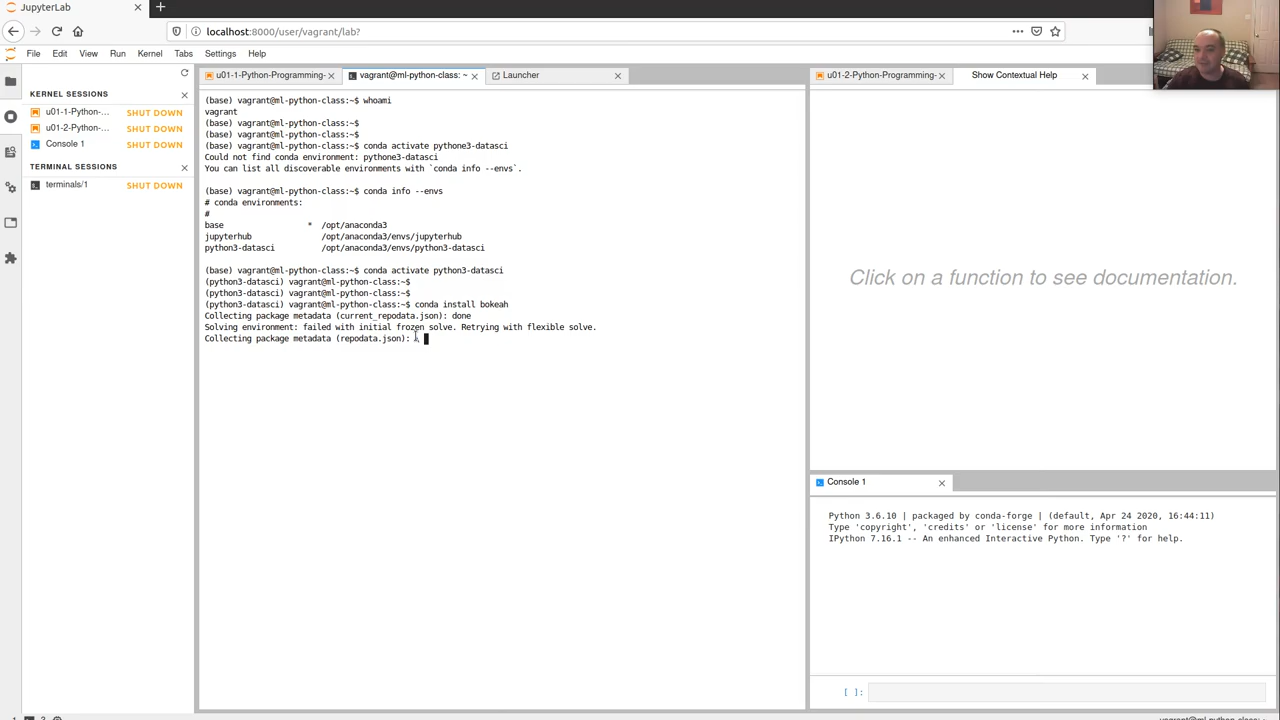 JupyterLab
localhost:8000/user/vagrant/lab?
File Edit View Run Kernel Tabs Settings Help
KERNEL SESSIONS
u01-1-Python-... SHUT DOWN
u01-2-Python-... SHUT DOWN
Console 1 SHUT DOWN
TERMINAL SESSIONS
terminals/1 SHUT DOWN
u01-1-Python-Programming-
vagrant@ml-python-class: ~
Launcher
(base) vagrant@ml-python-class:~$ whoami
vagrant
(base) vagrant@ml-python-class:~$
(base) vagrant@ml-python-class:~$
(base) vagrant@ml-python-class:~$ conda activate pythone3-datasci
Could not find conda environment: pythone3-datasci
You can list all discoverable environments with `conda info --envs`.
(base) vagrant@ml-python-class:~$ conda info --envs
# conda environments:
#
base * /opt/anaconda3
jupyterhub /opt/anaconda3/envs/jupyterhub
python3-datasci /opt/anaconda3/envs/python3-datasci
(base) vagrant@ml-python-class:~$ conda activate python3-datasci
(python3-datasci) vagrant@ml-python-class:~$
(python3-datasci) vagrant@ml-python-class:~$
(python3-datasci) vagrant@ml-python-class:~$ conda install bokeah
Collecting package metadata (current_repodata.json): done
Solving environment: failed with initial frozen solve. Retrying with flexible solve.
Collecting package metadata (repodata.json):
u01-2-Python-Programming-
Show Contextual Help
Click on a function to see documentation.
Console 1
Python 3.6.10 | packaged by conda-forge | (default, Apr 24 2020, 16:44:11)
Type 'copyright', 'credits' or 'license' for more information
IPython 7.16.1 -- An enhanced Interactive Python. Type '?' for help.
[ ]: